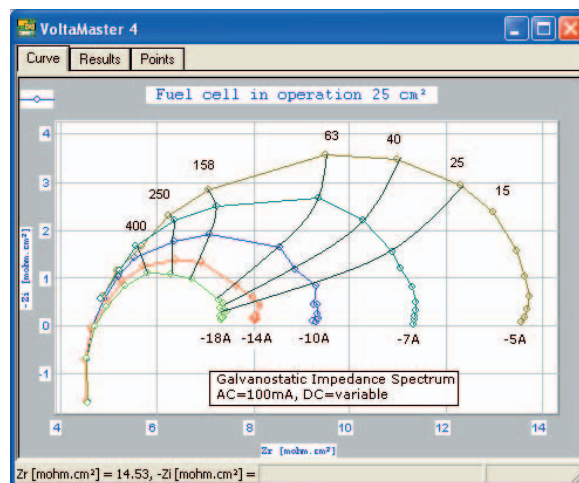 VoltaMaster 4
Curve Results Points
Fuel cell in operation 25 cm²
4
3
2
1
0
-1
-Zi [mohm.cm²]
63
40
158
25
250
15
400
-18A -14A -10A -7A -5A
Galvanostatic Impedance Spectrum
AC=100mA, DC=variable
4 6 8 10 12 14
Zr [mohm.cm²]
Zr [mohm.cm²] = 14.53, -Zi [mohm.cm²] =